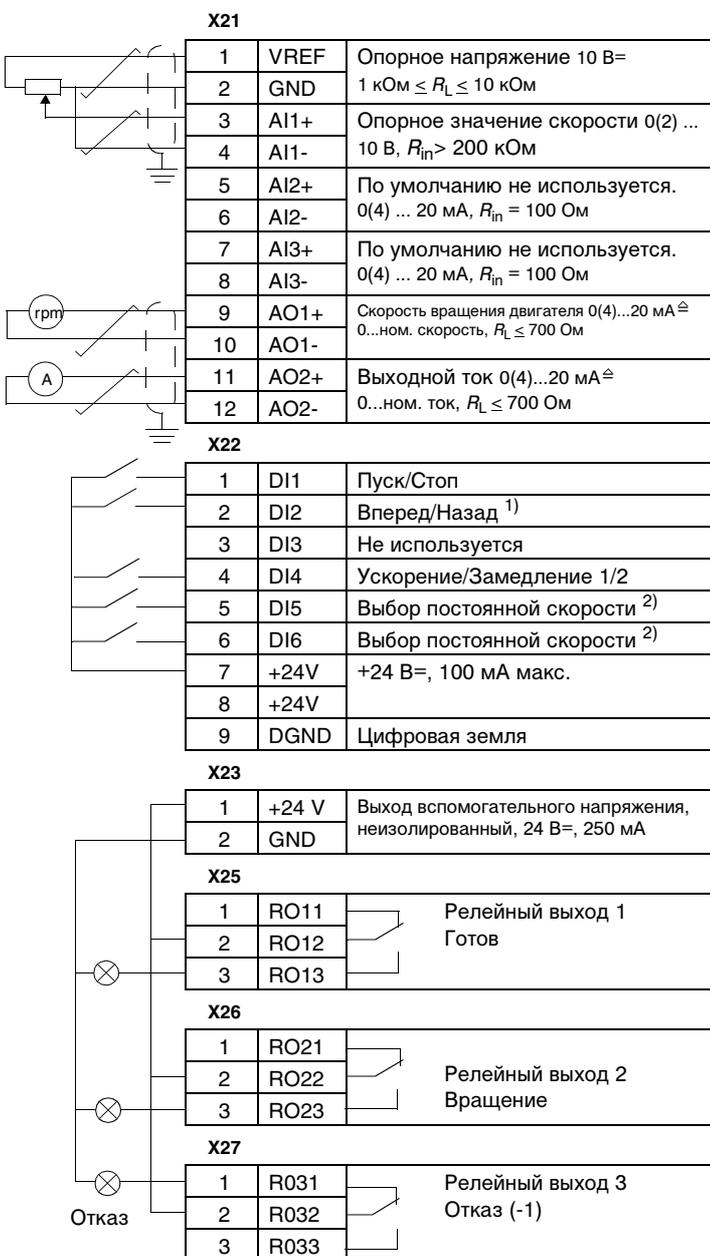 X21
1 VREF Опорное напряжение 10 В=
2 GND 1 кОм ≤ RL ≤ 10 кОм
3 AI1+ Опорное значение скорости 0(2) ...
4 AI1- 10 В, Rin> 200 кОм
5 AI2+ По умолчанию не используется.
6 AI2- 0(4) ... 20 мА, Rin = 100 Ом
7 AI3+ По умолчанию не используется.
8 AI3- 0(4) ... 20 мА, Rin = 100 Ом
rpm 9 AO1+ Скорость вращения двигателя 0(4)...20 мА ≙
10 AO1- 0...ном. скорость, RL ≤ 700 Ом
A 11 AO2+ Выходной ток 0(4)...20 мА ≙
12 AO2- 0...ном. ток, RL ≤ 700 Ом
X22
1 DI1 Пуск/Стоп
2 DI2 Вперед/Назад 1)
3 DI3 Не используется
4 DI4 Ускорение/Замедление 1/2
5 DI5 Выбор постоянной скорости 2)
6 DI6 Выбор постоянной скорости 2)
7 +24V +24 В=, 100 мА макс.
8 +24V
9 DGND Цифровая земля
X23
1 +24 V Выход вспомогательного напряжения,
2 GND неизолированный, 24 В=, 250 мА
X25
1 RO11 Релейный выход 1
2 RO12 Готов
3 RO13
X26
1 RO21
2 RO22 Релейный выход 2
3 RO23 Вращение
X27
1 R031 Релейный выход 3
Отказ 2 R032 Отказ (-1)
3 R033